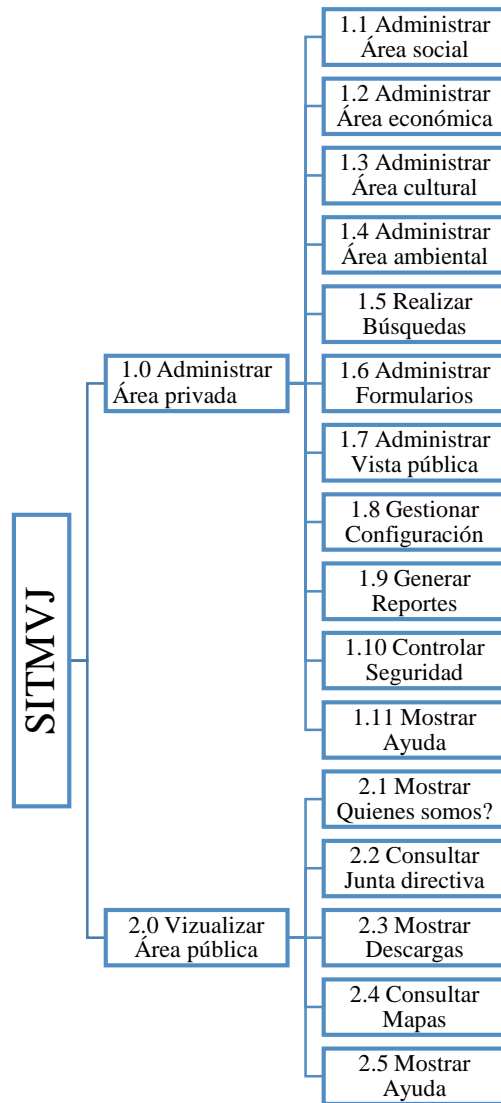 SITMVJ
1.0 Administrar
Área privada
1.1 Administrar
Área social
1.2 Administrar
Área económica
1.3 Administrar
Área cultural
1.4 Administrar
Área ambiental
1.5 Realizar
Búsquedas
1.6 Administrar
Formularios
1.7 Administrar
Vista pública
1.8 Gestionar
Configuración
1.9 Generar
Reportes
1.10 Controlar
Seguridad
1.11 Mostrar
Ayuda
2.0 Vizualizar
Área pública
2.1 Mostrar
Quienes somos?
2.2 Consultar
Junta directiva
2.3 Mostrar
Descargas
2.4 Consultar
Mapas
2.5 Mostrar
Ayuda